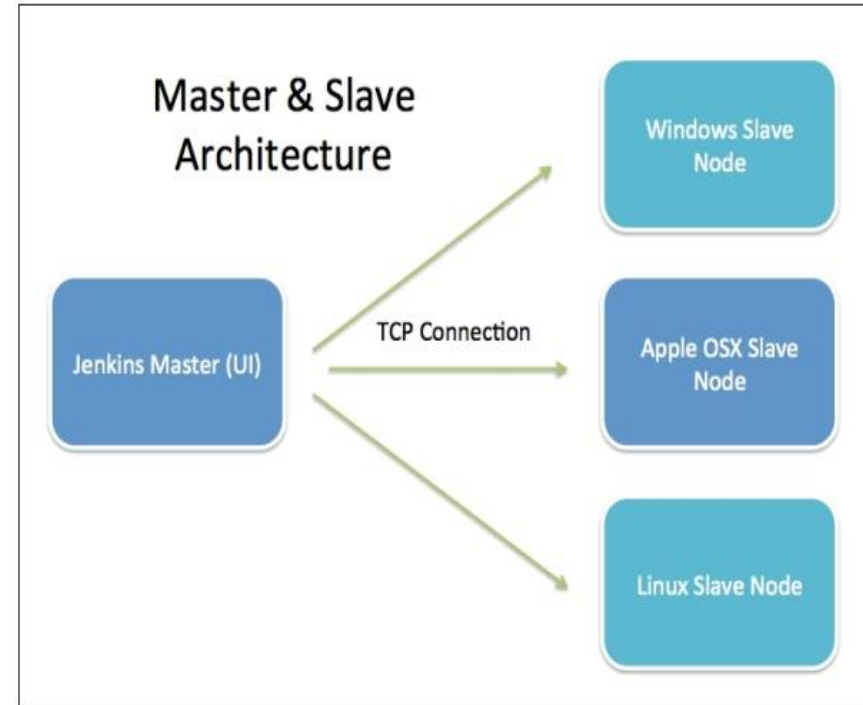 Master & Slave
Architecture
Windows Slave
Node
TCP Connection
Jenkins Master (UI)
Apple OSX Slave
Node
Linux Slave Node